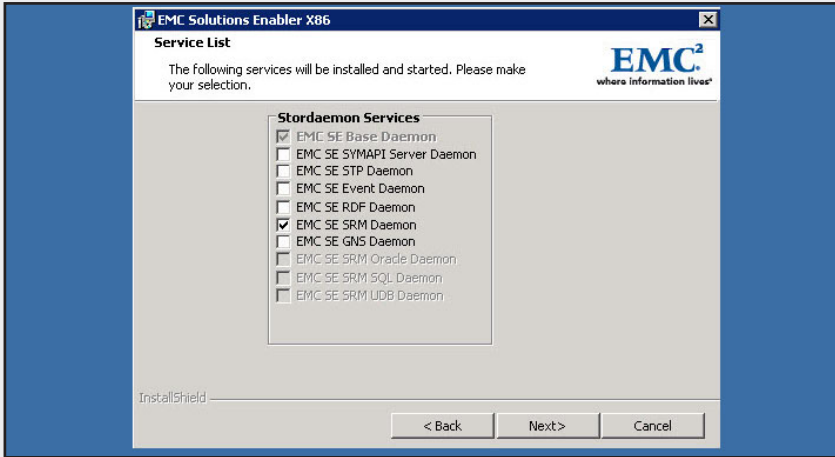 EMC Solutions Enabler X86
Service List
The following services will be installed and started. Please make
your selection.
EMC²
where information lives®
Stordaemon Services
EMC SE Base Daemon
EMC SE SYMAPI Server Daemon
EMC SE STP Daemon
EMC SE Event Daemon
EMC SE RDF Daemon
EMC SE SRM Daemon
EMC SE GNS Daemon
EMC SE SRM Oracle Daemon
EMC SE SRM SQL Daemon
EMC SE SRM UDB Daemon
InstallShield
< Back
Next>
Cancel